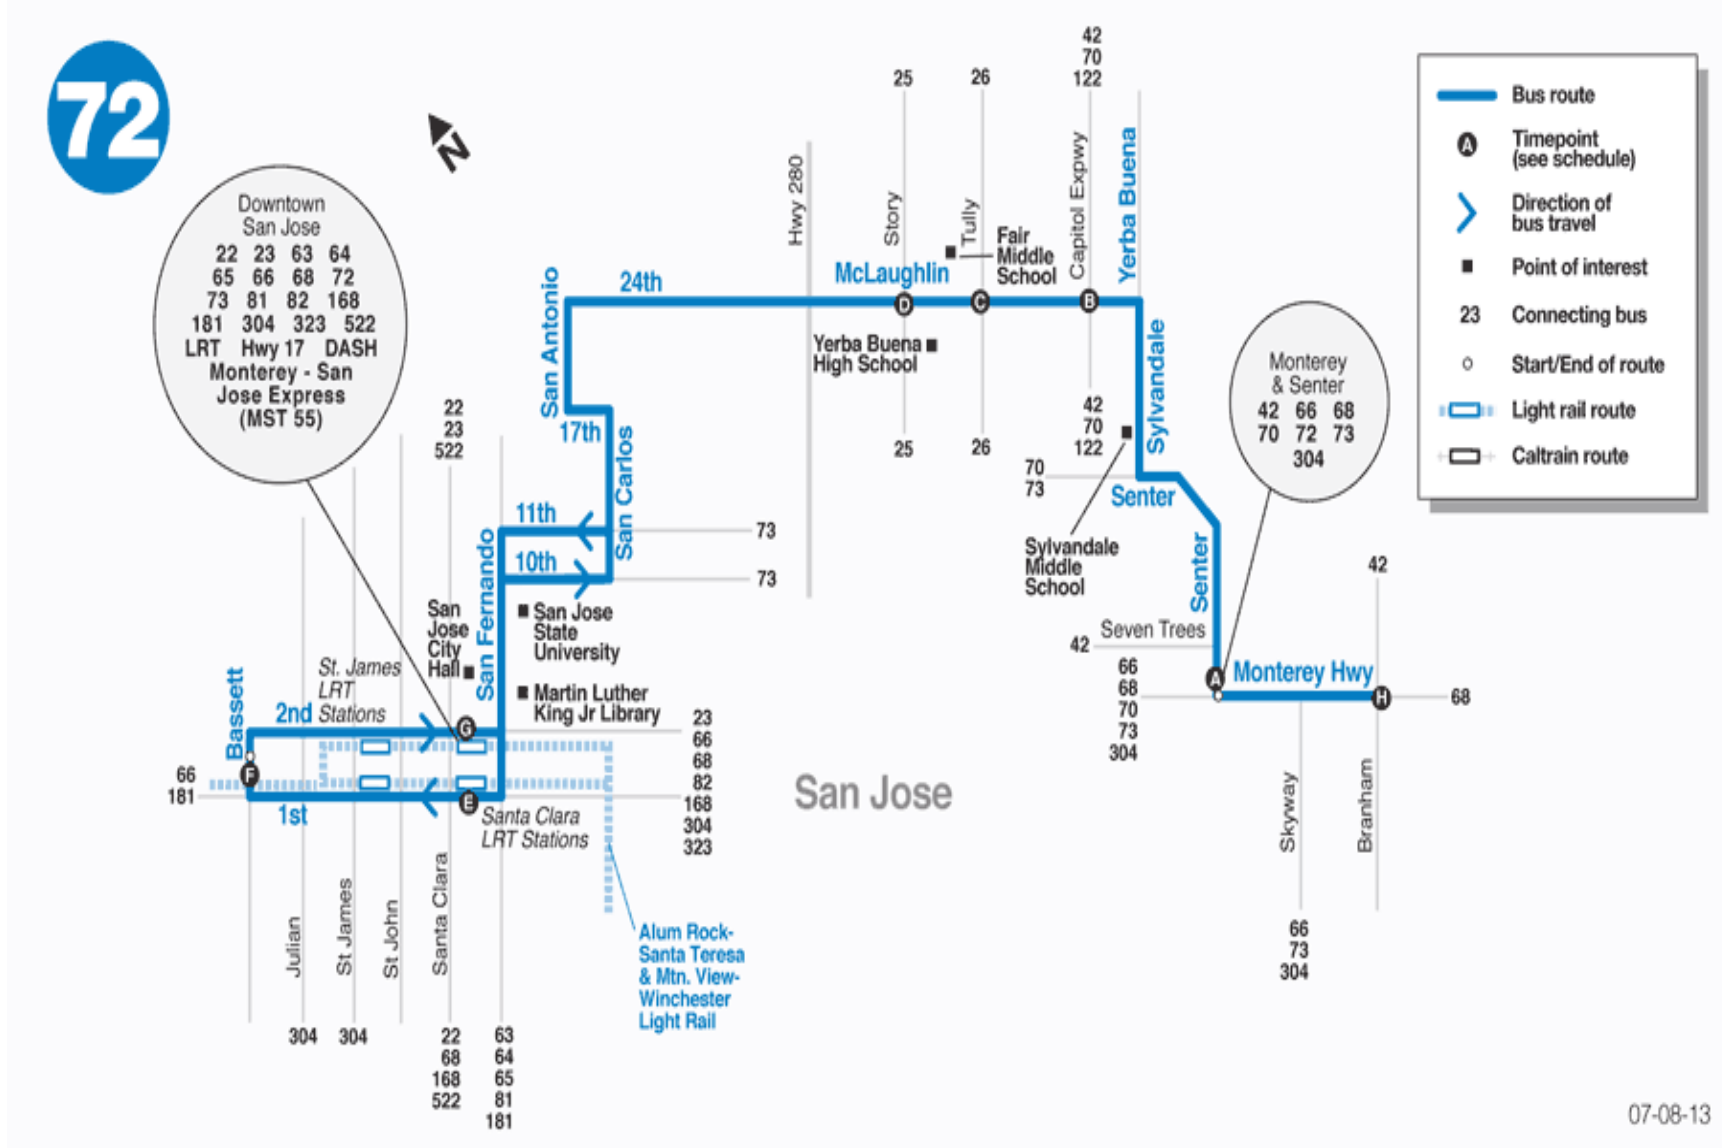 72
N
Downtown
San Jose
22 23 63 64
65 66 68 72
73 81 82 168
181 304 323 522
LRT Hwy 17 DASH
Monterey - San
Jose Express
(MST 55)
25
26
42
70
122
Hwy 280
Story
Tully
Capitol Expwy
Yerba Buena
Fair
Middle
School
McLaughlin
24th
San Antonio
D
C
B
Yerba Buena
High School
Sylvandale
25
26
42
70
122
17th
San Carlos
22
23
522
70
73
Senter
Sylvandale
Middle
School
Monterey
& Senter
42 66 68
70 72 73
304
11th
73
10th
73
San Fernando
San
Jose
City
Hall
San Jose
State
University
Martin Luther
King Jr Library
Senter
Seven Trees
42
66
68
70
73
304
A
Monterey Hwy
H
68
42
Skyway
Branham
66
73
304
Bassett
St. James
LRT
Stations
2nd
G
F
E
66
181
1st
Santa Clara
LRT Stations
23
66
68
82
168
304
323
San Jose
Julian
St James
St John
Santa Clara
304
304
22
68
168
522
63
64
65
81
181
Alum Rock-
Santa Teresa
& Mtn. View-
Winchester
Light Rail
Bus route
A
Timepoint
(see schedule)
Direction of
bus travel
Point of interest
23 Connecting bus
Start/End of route
Light rail route
Caltrain route
07-08-13